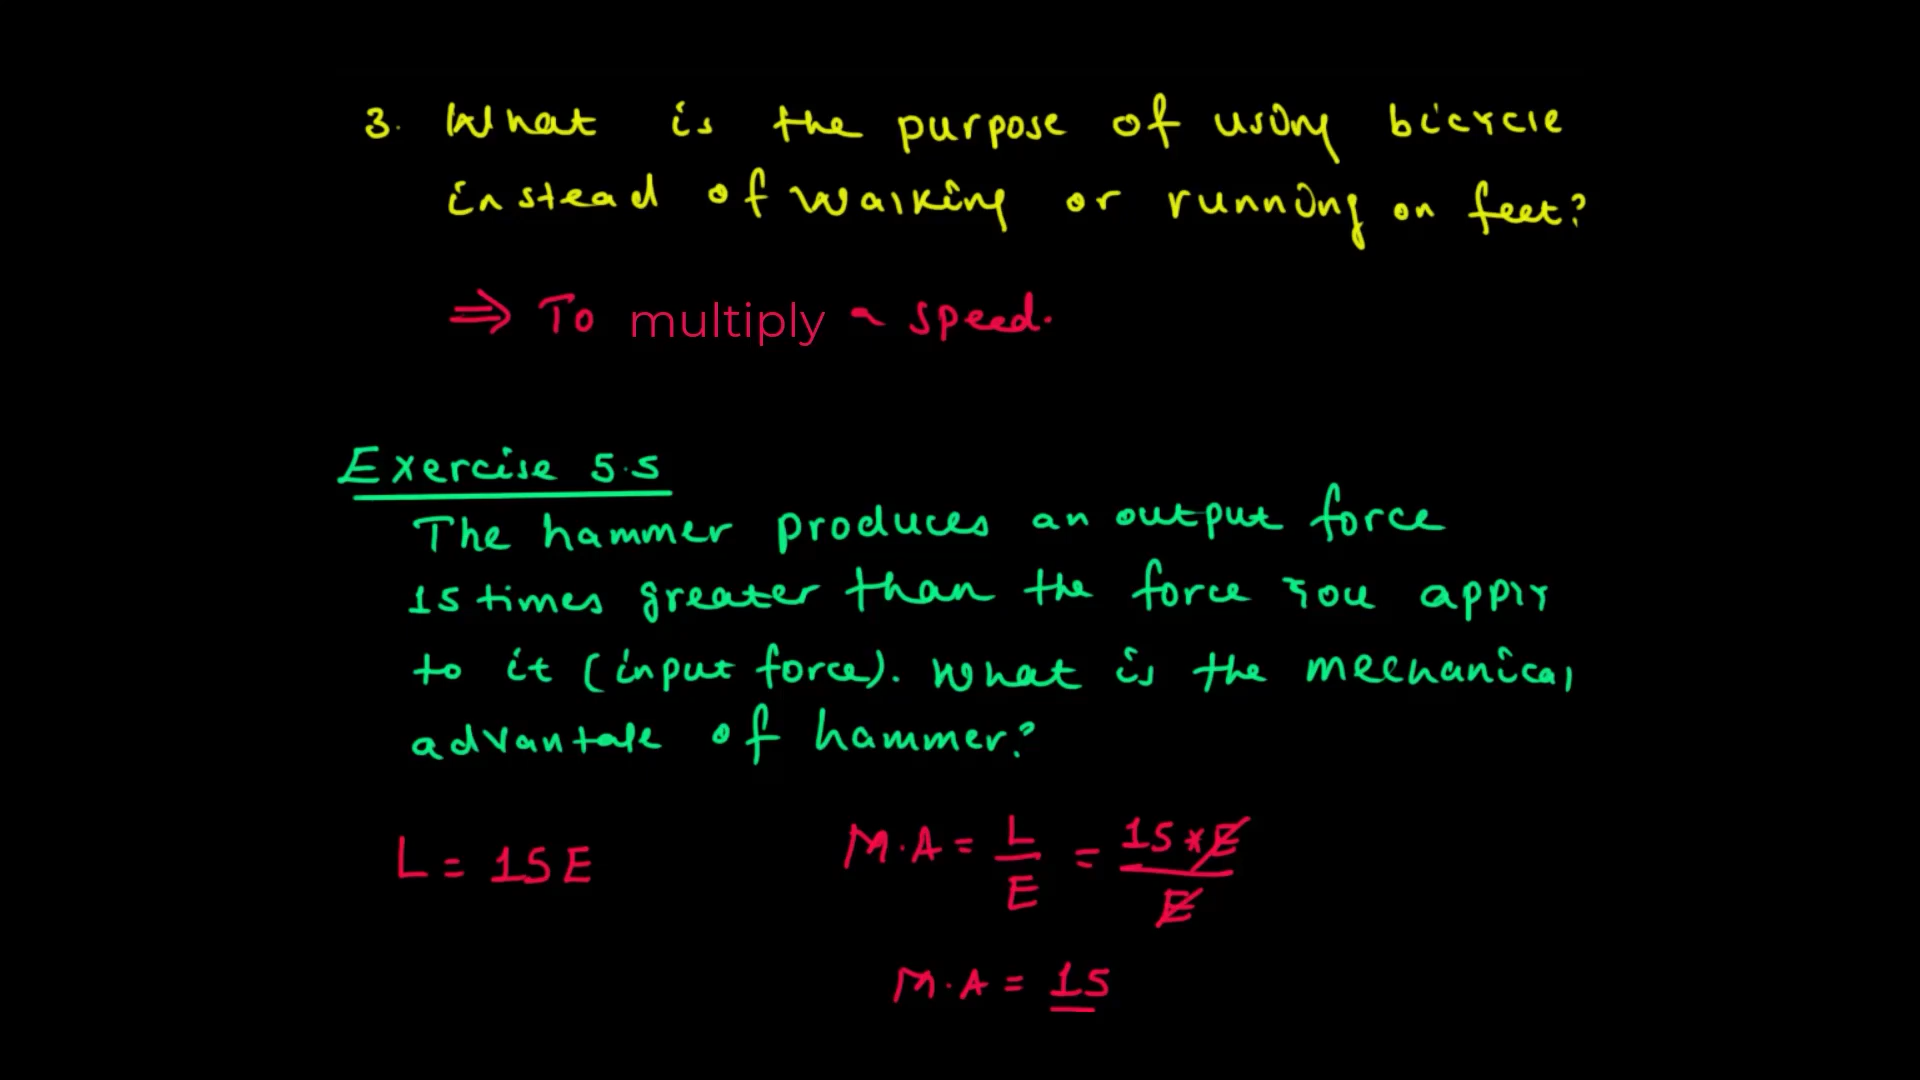 3. What is the purpose of using bicycle
instead of walking or running on feet?
⇒ To multiply a speed.
Exercise 5.5
The hammer produces an output force
15 times greater than the force you apply
to it (input force). What is the mechanical
advantage of hammer?
L = 15E
M.A = L/E = 15*E/E
M.A = 15